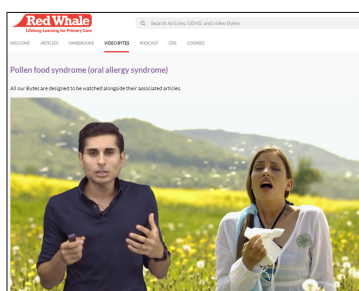 Red Whale
Lifelong Learning for Primary Care
Search Articles, GEMS, and video Bytes
WELCOME ARTICLES HANDBOOKS VIDEO BYTES PODCAST CPD COURSES
Pollen food syndrome (oral allergy syndrome)
All our Bytes are designed to be watched alongside their associated articles.